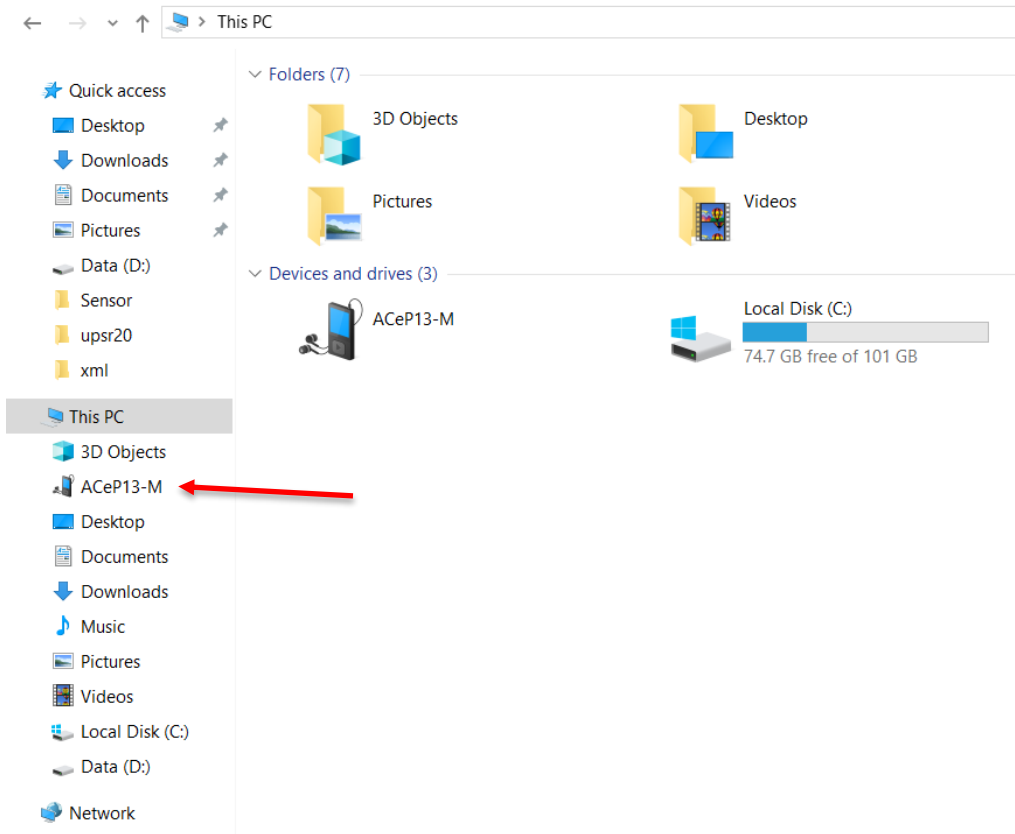 This PC
Quick access
Desktop
Downloads
Documents
Pictures
Data (D:)
Sensor
upsr20
xml
This PC
3D Objects
ACeP13-M
Desktop
Documents
Downloads
Music
Pictures
Videos
Local Disk (C:)
Data (D:)
Network
Folders (7)
3D Objects
Desktop
Pictures
Videos
Devices and drives (3)
ACeP13-M
Local Disk (C:)
74.7 GB free of 101 GB